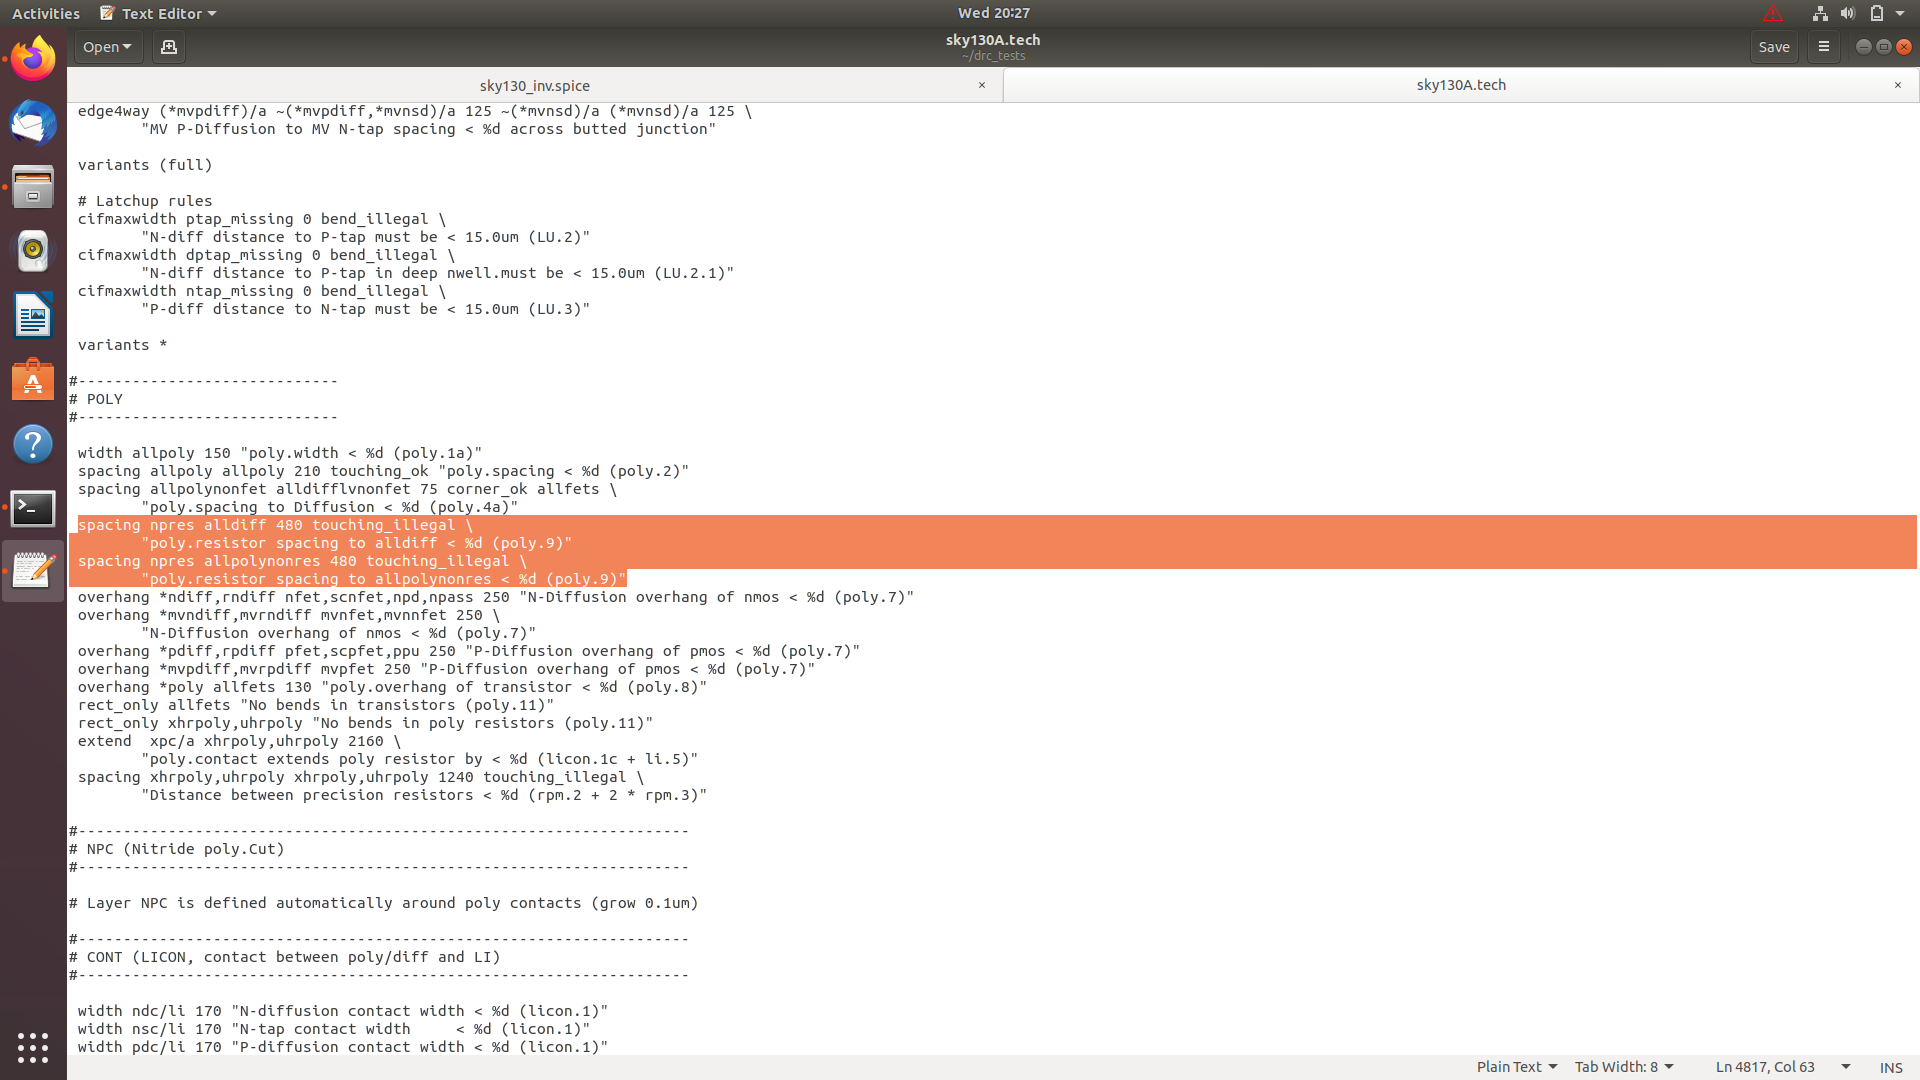 Activities Text Editor Wed 20:27
Open sky130A.tech Save
~/drc_tests
sky130_inv.spice × sky130A.tech ×
edge4way (*mvpdiff)/a ~(*mvpdiff,*mvnsd)/a 125 ~(*mvnsd)/a (*mvnsd)/a 125 \
"MV P-Diffusion to MV N-tap spacing < %d across butted junction"
variants (full)
# Latchup rules
cifmaxwidth ptap_missing 0 bend_illegal \
"N-diff distance to P-tap must be < 15.0um (LU.2)"
cifmaxwidth dptap_missing 0 bend_illegal \
"N-diff distance to P-tap in deep nwell.must be < 15.0um (LU.2.1)"
cifmaxwidth ntap_missing 0 bend_illegal \
"P-diff distance to N-tap must be < 15.0um (LU.3)"
variants *
#-----------------------------
# POLY
#-----------------------------
width allpoly 150 "poly.width < %d (poly.1a)"
spacing allpoly allpoly 210 touching_ok "poly.spacing < %d (poly.2)"
spacing allpolynonfet alldifflvnonfet 75 corner_ok allfets \
"poly.spacing to Diffusion < %d (poly.4a)"
spacing npres alldiff 480 touching_illegal \
"poly.resistor spacing to alldiff < %d (poly.9)"
spacing npres allpolynonres 480 touching_illegal \
"poly.resistor spacing to allpolynonres < %d (poly.9)"
overhang *ndiff,rndiff nfet,scnfet,npd,npass 250 "N-Diffusion overhang of nmos < %d (poly.7)"
overhang *mvndiff,mvrndiff mvnfet,mvnnfet 250 \
"N-Diffusion overhang of nmos < %d (poly.7)"
overhang *pdiff,rpdiff pfet,scpfet,ppu 250 "P-Diffusion overhang of pmos < %d (poly.7)"
overhang *mvpdiff,mvrpdiff mvpfet 250 "P-Diffusion overhang of pmos < %d (poly.7)"
overhang *poly allfets 130 "poly.overhang of transistor < %d (poly.8)"
rect_only allfets "No bends in transistors (poly.11)"
rect_only xhrpoly,uhrpoly "No bends in poly resistors (poly.11)"
extend  xpc/a xhrpoly,uhrpoly 2160 \
"poly.contact extends poly resistor by < %d (licon.1c + li.5)"
spacing xhrpoly,uhrpoly xhrpoly,uhrpoly 1240 touching_illegal \
"Distance between precision resistors < %d (rpm.2 + 2 * rpm.3)"
#--------------------------------------------------------------------
# NPC (Nitride poly.Cut)
#--------------------------------------------------------------------
# Layer NPC is defined automatically around poly contacts (grow 0.1um)
#--------------------------------------------------------------------
# CONT (LICON, contact between poly/diff and LI)
#--------------------------------------------------------------------
width ndc/li 170 "N-diffusion contact width < %d (licon.1)"
width nsc/li 170 "N-tap contact width     < %d (licon.1)"
width pdc/li 170 "P-diffusion contact width < %d (licon.1)"
Plain Text Tab Width: 8 Ln 4817, Col 63 INS